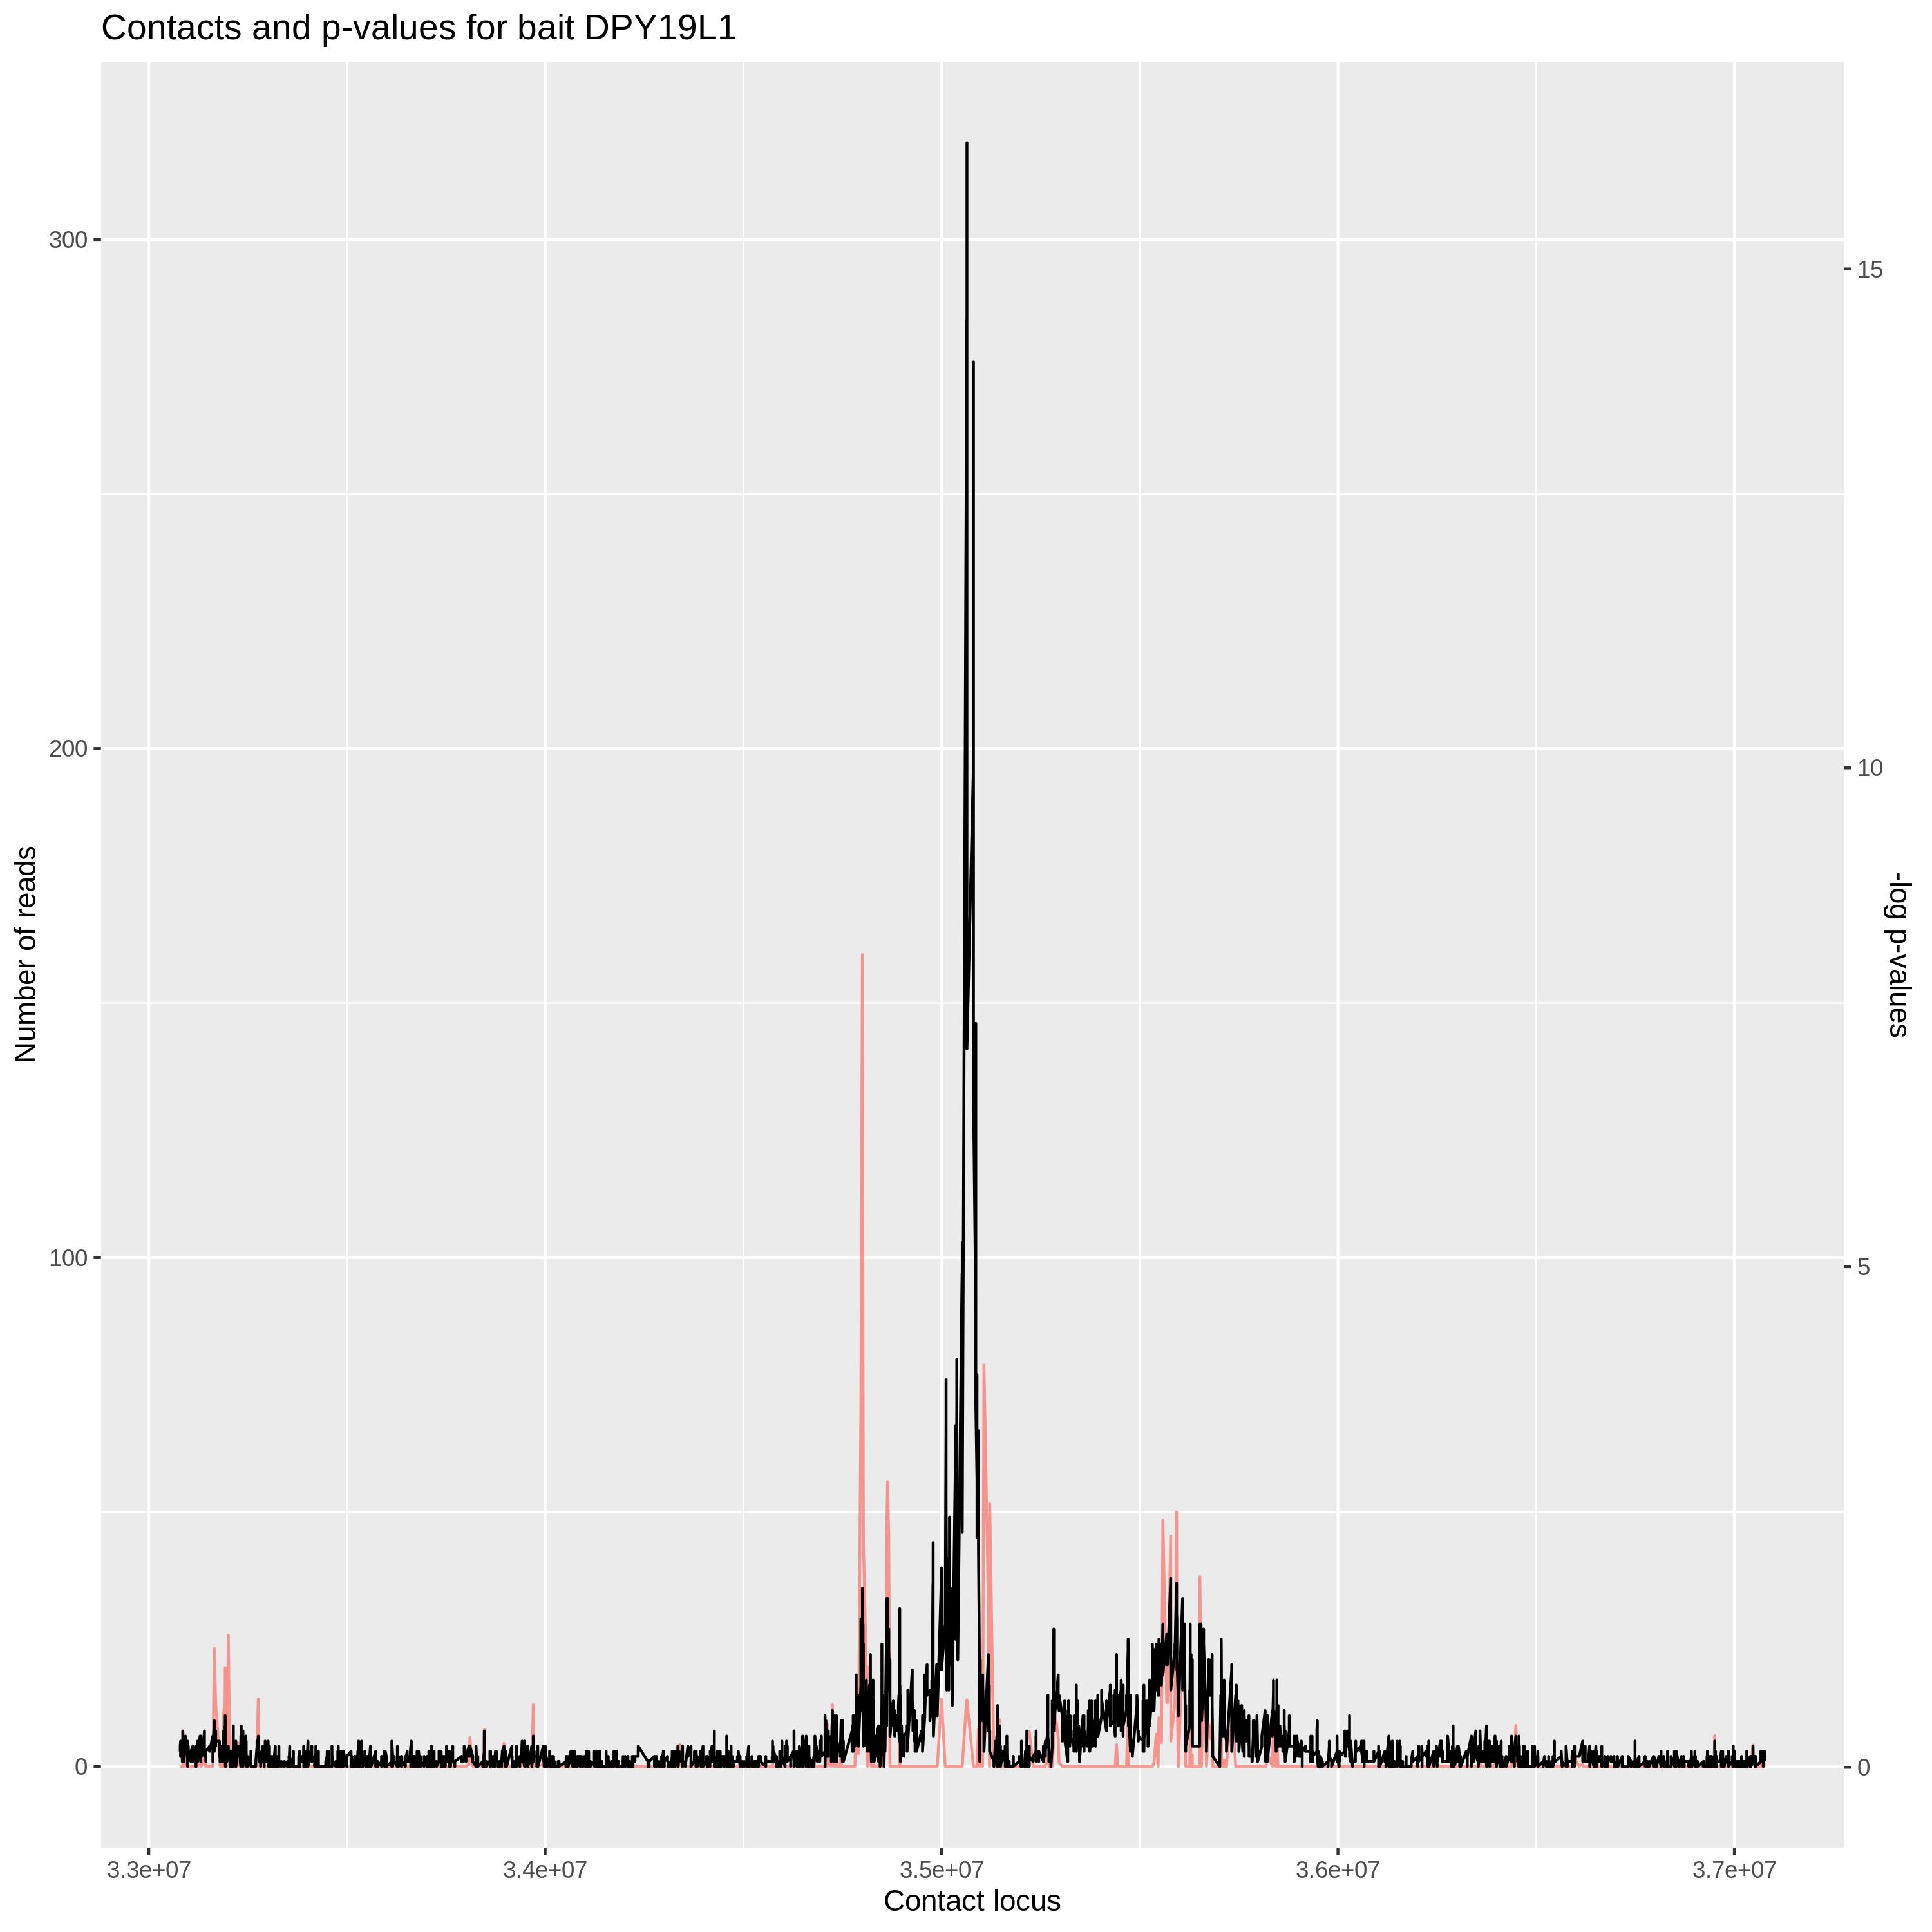 Contacts and p-values for bait DPY19L1
300
200
100
0
Number of reads
15
10
5
0
-log p-values
3.3e+07 3.4e+07 3.5e+07 3.6e+07 3.7e+07
Contact locus